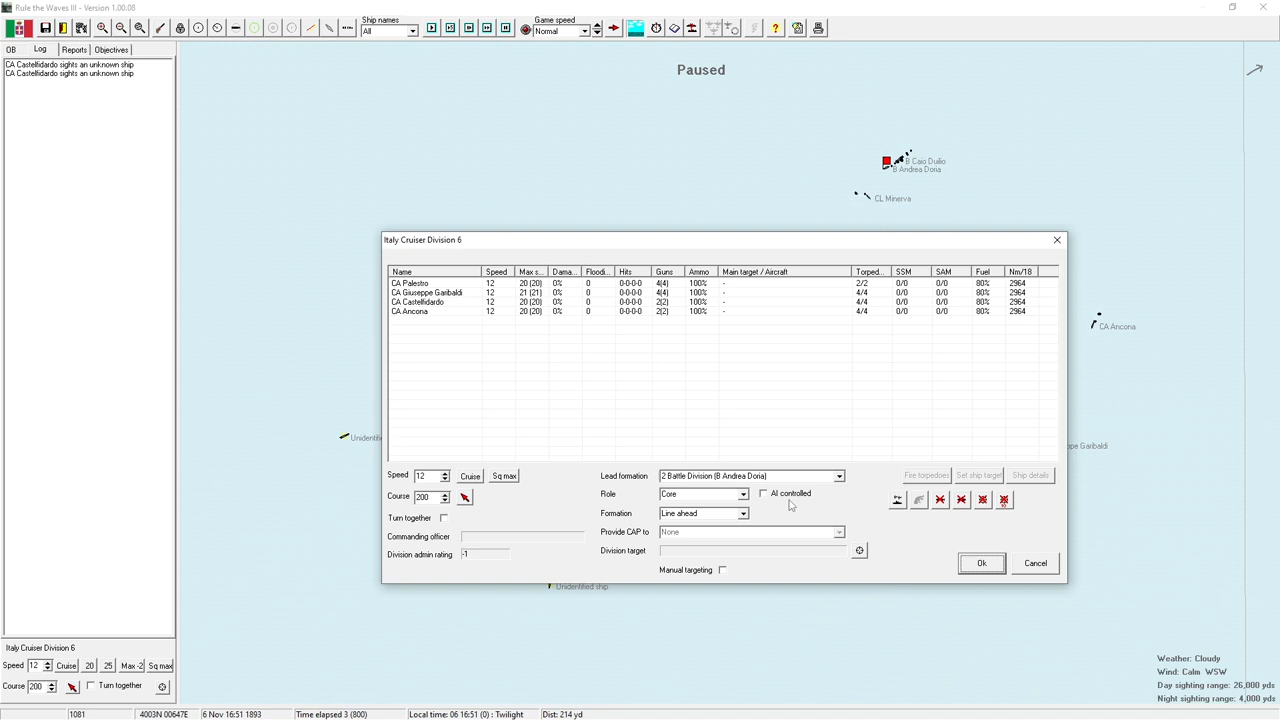 Rule the Waves III - Version 1.00.08
Ship names
All
Game speed
Normal
OB Log Reports Objectives
CA Castelfidardo sights an unknown ship
CA Castelfidardo sights an unknown ship
Paused
B Caio Duilio
B Andrea Doria
CL Minerva
CA Ancona
Unidentifi
epe Garibaldi
Unidentified ship
Italy Cruiser Division 6
Name Speed Max s... Dama... Floodi... Hits Guns Ammo Main target / Aircraft Torped... SSM SAM Fuel Nm/18
CA Palestro 12 20 (20) 0% 0 0-0-0-0 4(4) 100% - 2/2 0/0 0/0 80% 2964
CA Giuseppe Garibaldi 12 21 (21) 0% 0 0-0-0-0 4(4) 100% - 4/4 0/0 0/0 80% 2964
CA Castelfidardo 12 20 (20) 0% 0 0-0-0-0 2(2) 100% - 4/4 0/0 0/0 80% 2964
CA Ancona 12 20 (20) 0% 0 0-0-0-0 2(2) 100% - 4/4 0/0 0/0 80% 2964
Speed 12 Cruise Sq max
Course 200
Turn together
Commanding officer
Division admin rating -1
Lead formation 2 Battle Division (B Andrea Doria)
Role Core AI controlled
Formation Line ahead
Provide CAP to None
Division target
Manual targeting
Fire torpedoes Set ship target Ship details
Ok Cancel
Italy Cruiser Division 6
Speed 12 Cruise 20 25 Max -2 Sq max
Course 200 Turn together
Weather: Cloudy
Wind: Calm WSW
Day sighting range: 26,000 yds
Night sighting range: 4,000 yds
1081 4003N 00647E 6 Nov 16:51 1893 Time elapsed 3 (800) Local time: 06 16:51 (0) : Twilight Dist: 214 yd